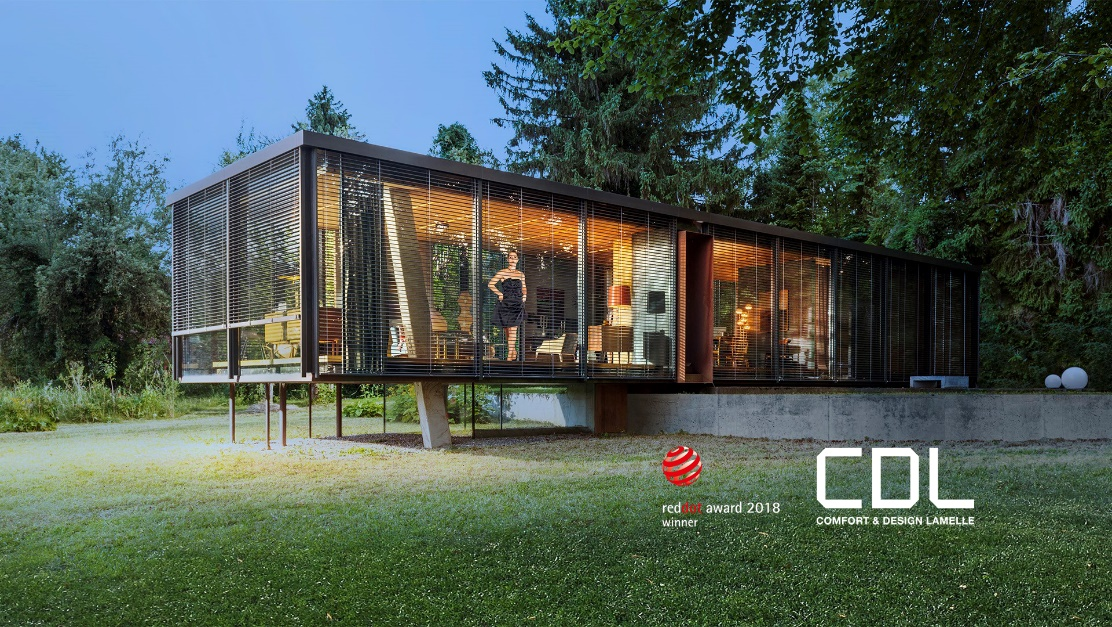 reddot award 2018
winner
CDL
COMFORT & DESIGN LAMELLE